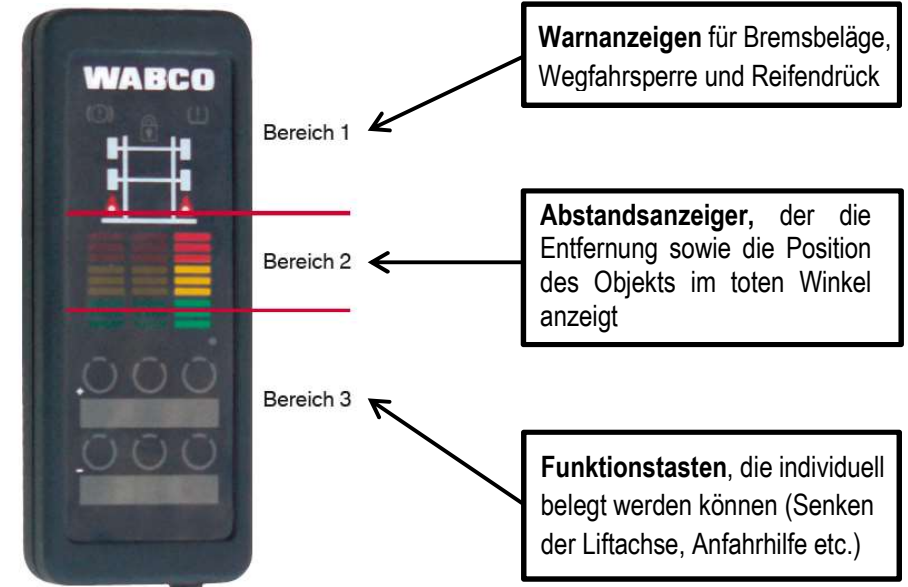 WABCO
Bereich 1
Bereich 2
Bereich 3
+
-
Warnanzeigen für Bremsbeläge,
Wegfahrsperre und Reifendrück
Abstandsanzeiger, der die
Entfernung sowie die Position
des Objekts im toten Winkel
anzeigt
Funktionstasten, die individuell
belegt werden können (Senken
der Liftachse, Anfahrhilfe etc.)